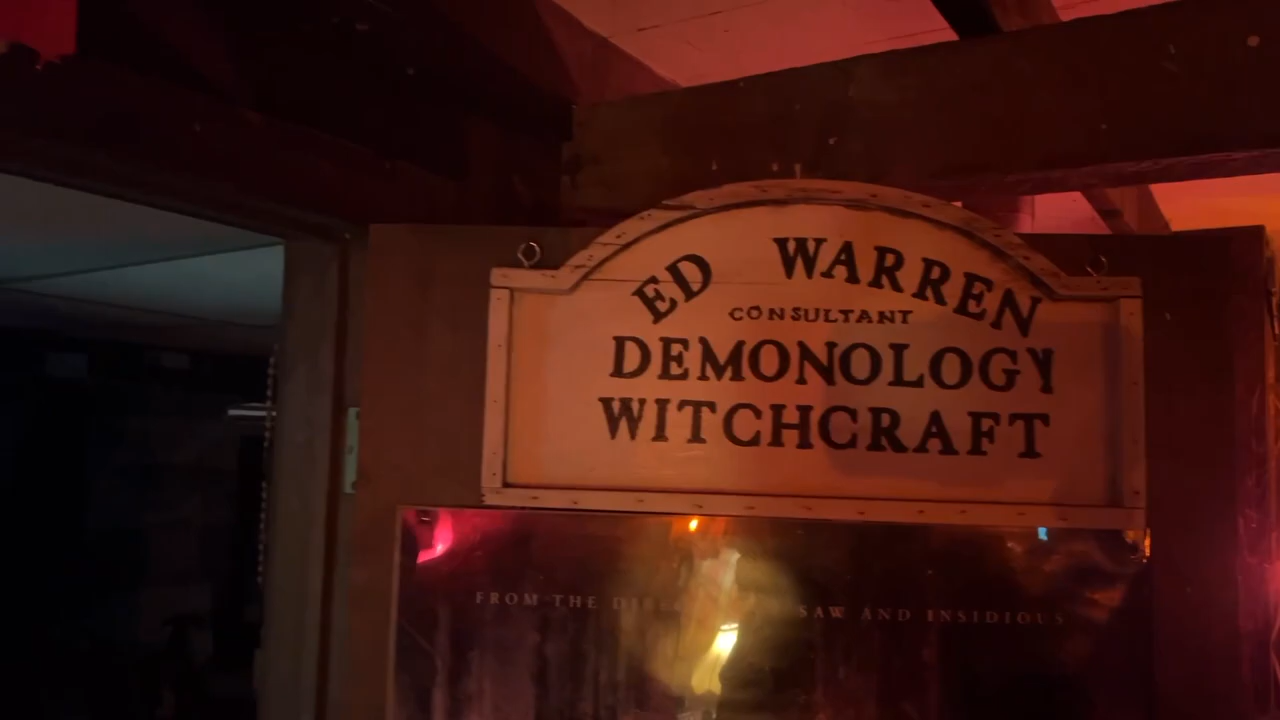 ED WARREN
CONSULTANT
DEMONOLOGY
WITCHCRAFT
FROM THE SAW AND INSIDIOUS